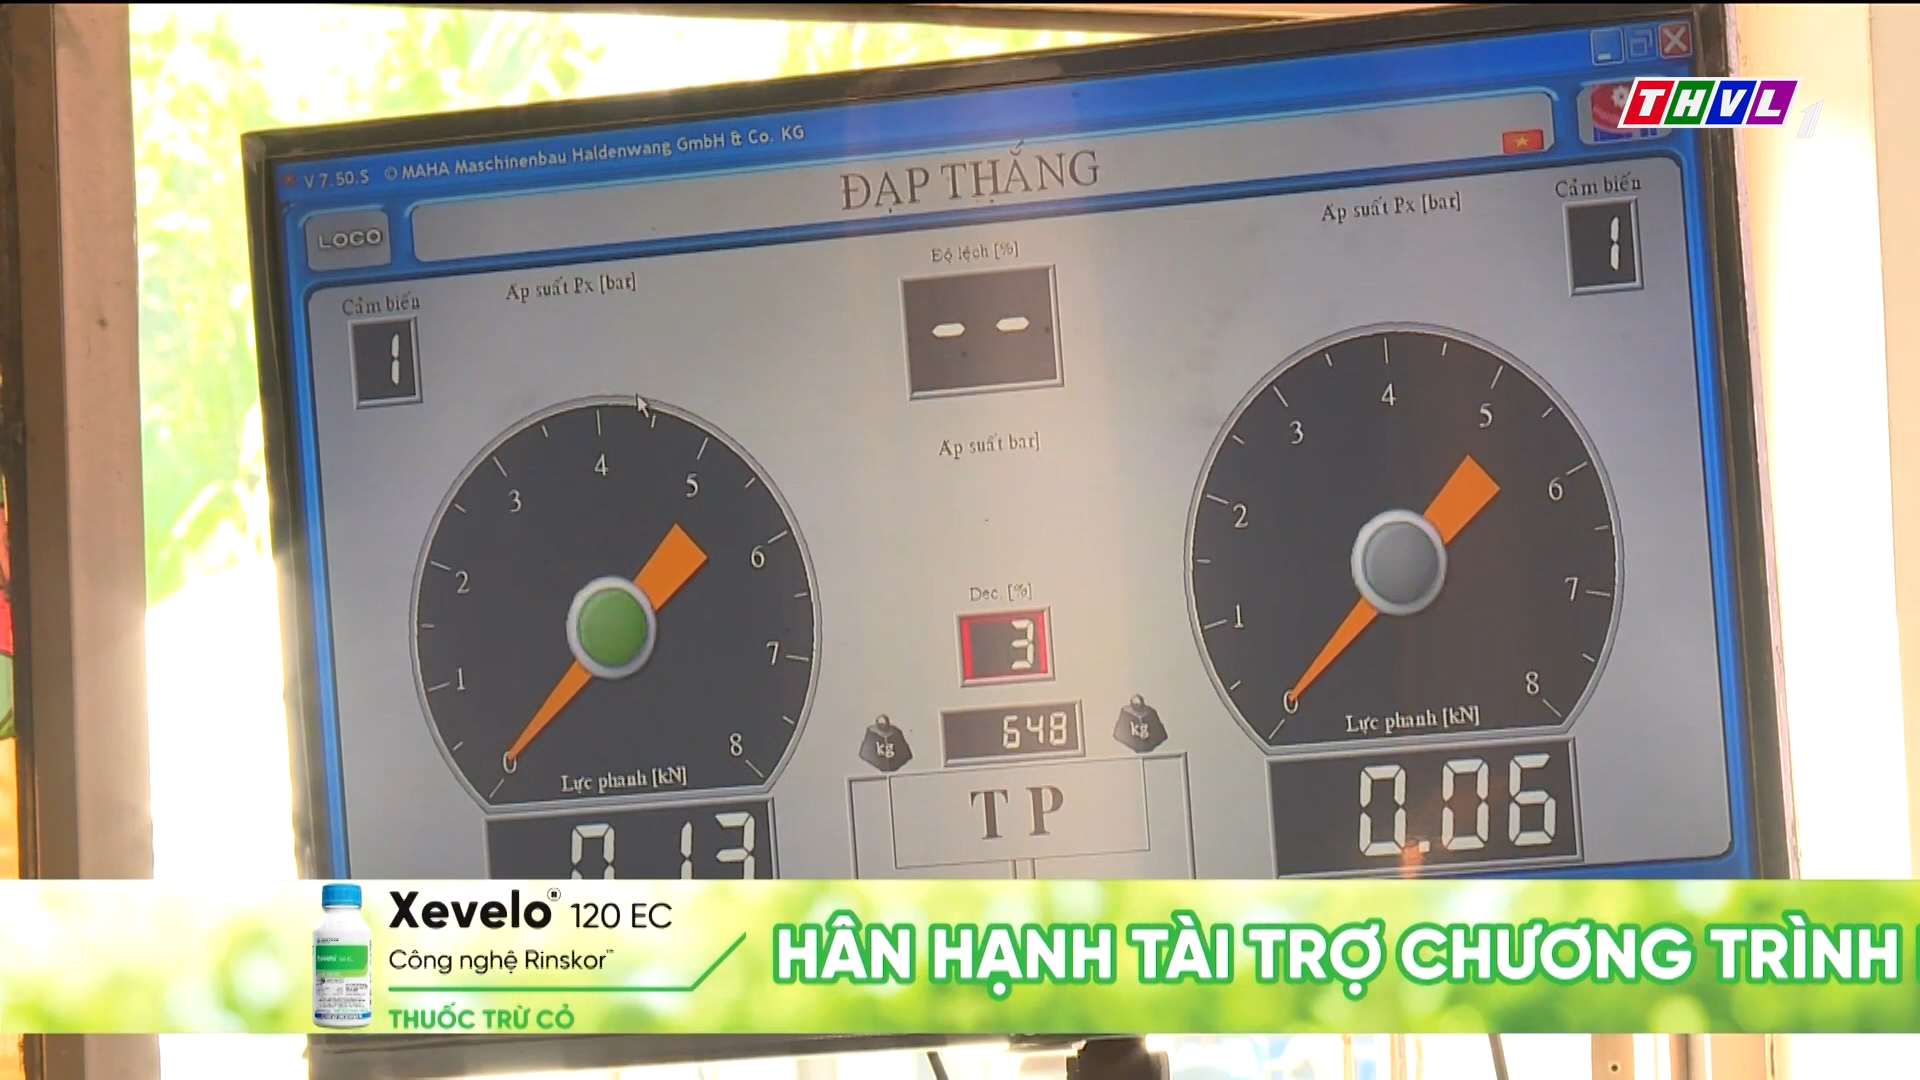 THVL 1
V 7.50.S © MAHA Maschinenbau Haldenwang GmbH & Co. KG
LOGO
ĐẠP THẮNG
Cảm biến
1
Áp suất Px [bar]
Độ lệch [%]
- -
Áp suất Px [bar]
Cảm biến
1
Áp suất bar]
0 1 2 3 4 5 6 7 8
Lực phanh [kN]
0.13
Dec. [%]
3
kg 648 kg
TP
0 1 2 3 4 5 6 7 8
Lực phanh [kN]
0.06
Xevelo® 120 EC
Công nghệ Rinskor™
THUỐC TRỪ CỎ
HÂN HẠNH TÀI TRỢ CHƯƠNG TRÌNH